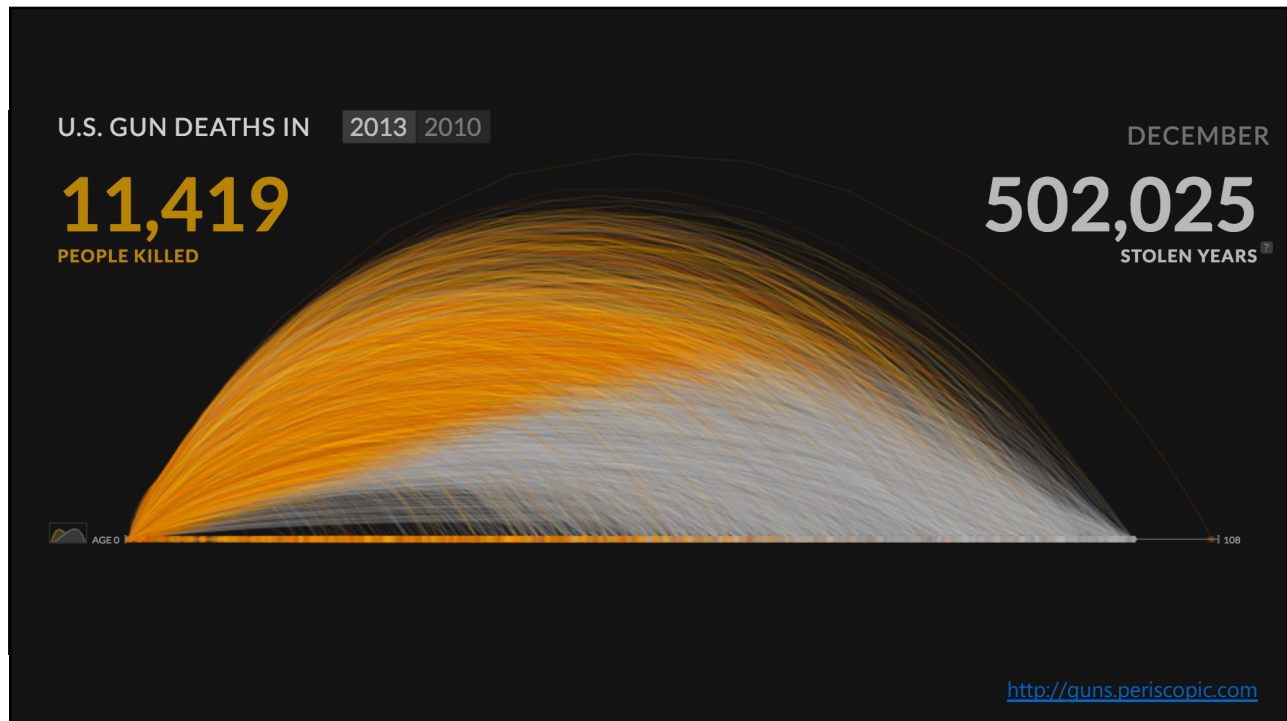 U.S. GUN DEATHS IN 2013 2010
11,419
PEOPLE KILLED
DECEMBER
502,025
STOLEN YEARS ?
AGE 0
108
http://guns.periscopic.com